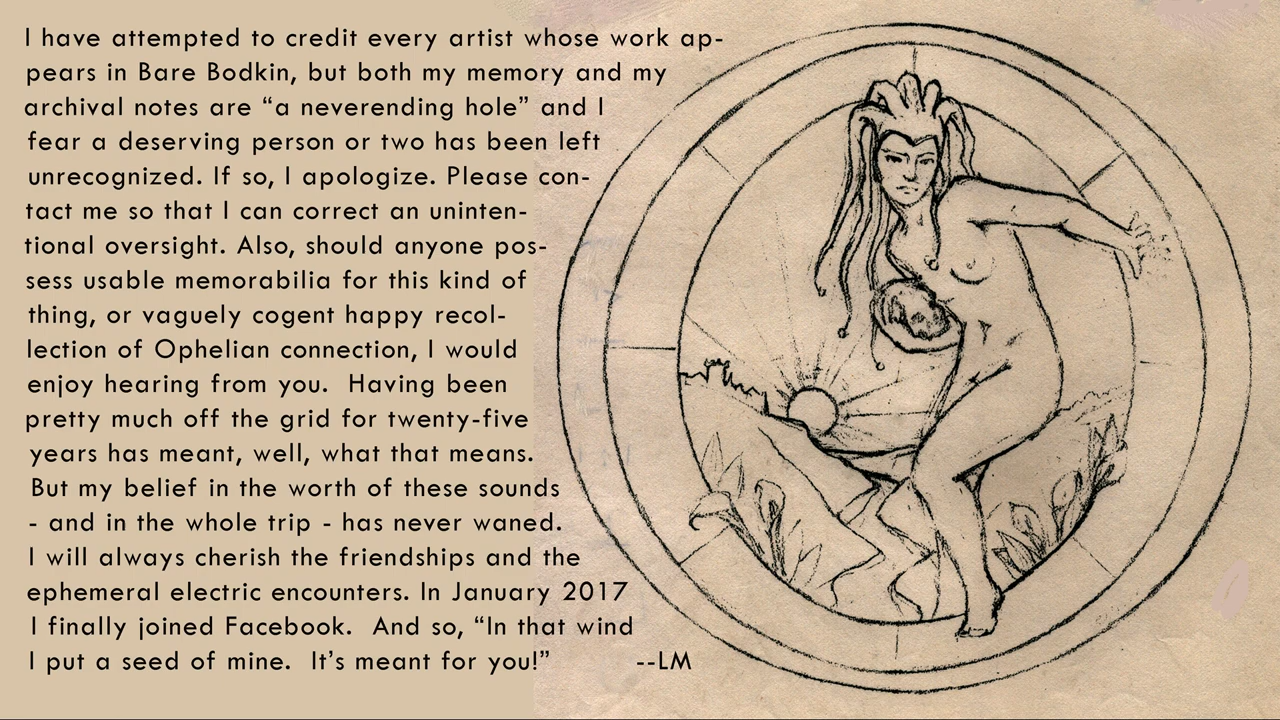 I have attempted to credit every artist whose work ap-
pears in Bare Bodkin, but both my memory and my
archival notes are “a neverending hole” and I
fear a deserving person or two has been left
unrecognized. If so, I apologize. Please con-
tact me so that I can correct an uninten-
tional oversight. Also, should anyone pos-
sess usable memorabilia for this kind of
thing, or vaguely cogent happy recol-
lection of Ophelian connection, I would
enjoy hearing from you.  Having been
pretty much off the grid for twenty-five
years has meant, well, what that means.
But my belief in the worth of these sounds
- and in the whole trip - has never waned.
I will always cherish the friendships and the
ephemeral electric encounters. In January 2017
I finally joined Facebook.  And so, “In that wind
I put a seed of mine.  It’s meant for you!”  --LM